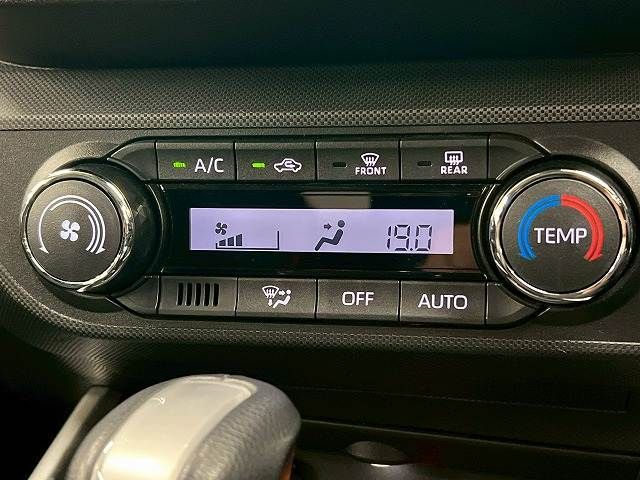 A/C FRONT REAR
19.0
TEMP
OFF AUTO